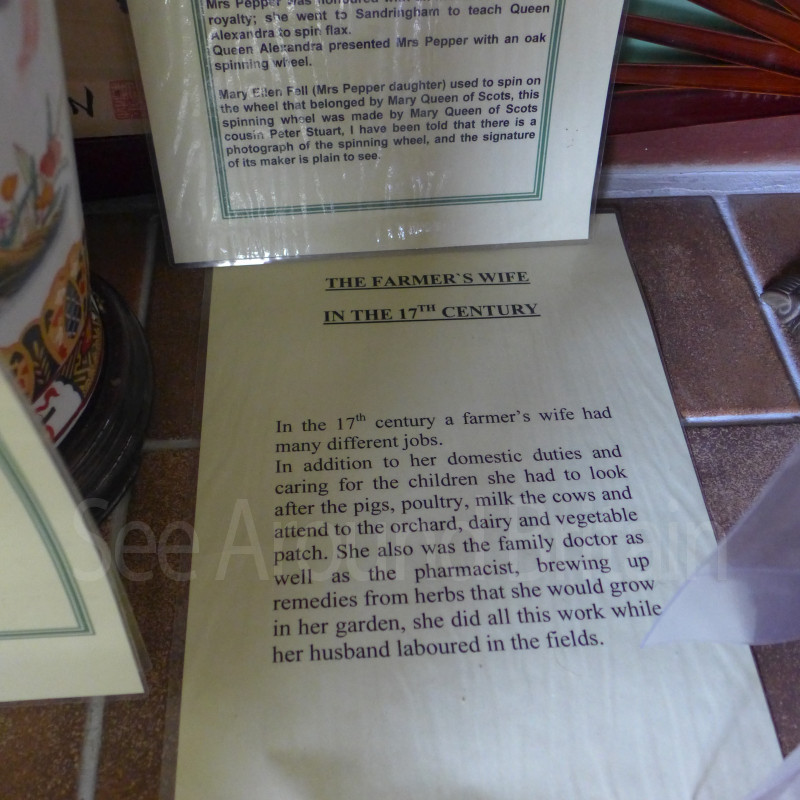 Mrs Pepper was honoured with
royalty; she went to Sandringham to teach Queen
Alexandra to spin flax.
Queen Alexandra presented Mrs Pepper with an oak
spinning wheel.
Mary Ellen Fell (Mrs Pepper daughter) used to spin on
the wheel that belonged by Mary Queen of Scots, this
spinning wheel was made by Mary Queen of Scots
cousin Peter Stuart, I have been told that there is a
photograph of the spinning wheel, and the signature
of its maker is plain to see.
THE FARMER`S WIFE
IN THE 17TH CENTURY
In the 17th century a farmer's wife had
many different jobs.
In addition to her domestic duties and
caring for the children she had to look
after the pigs, poultry, milk the cows and
attend to the orchard, dairy and vegetable
patch. She also was the family doctor as
well as the pharmacist, brewing up
remedies from herbs that she would grow
in her garden, she did all this work while
her husband laboured in the fields.
See Around Britain